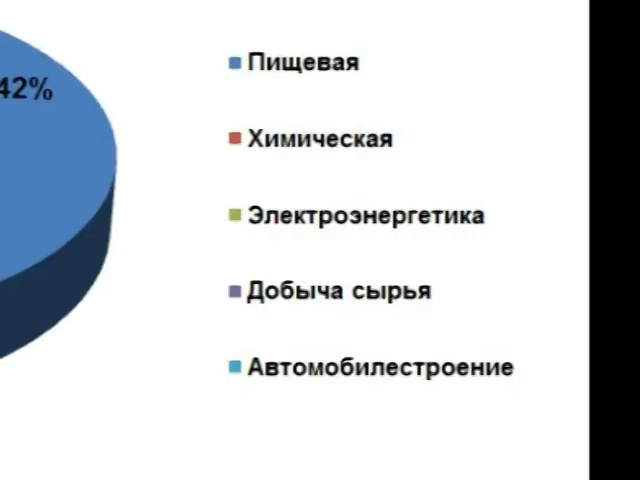 42%
Пищевая
Химическая
Электроэнергетика
Добыча сырья
Автомобилестроение